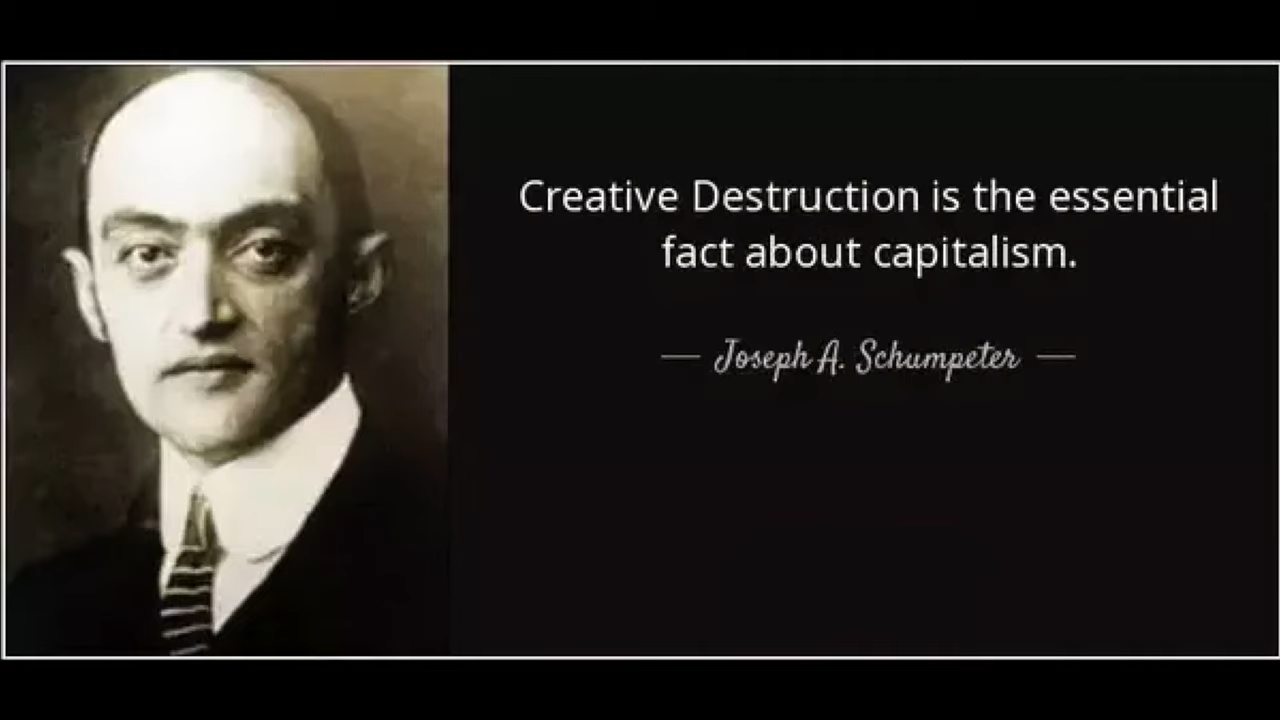 Creative Destruction is the essential
fact about capitalism.
— Joseph A. Schumpeter —